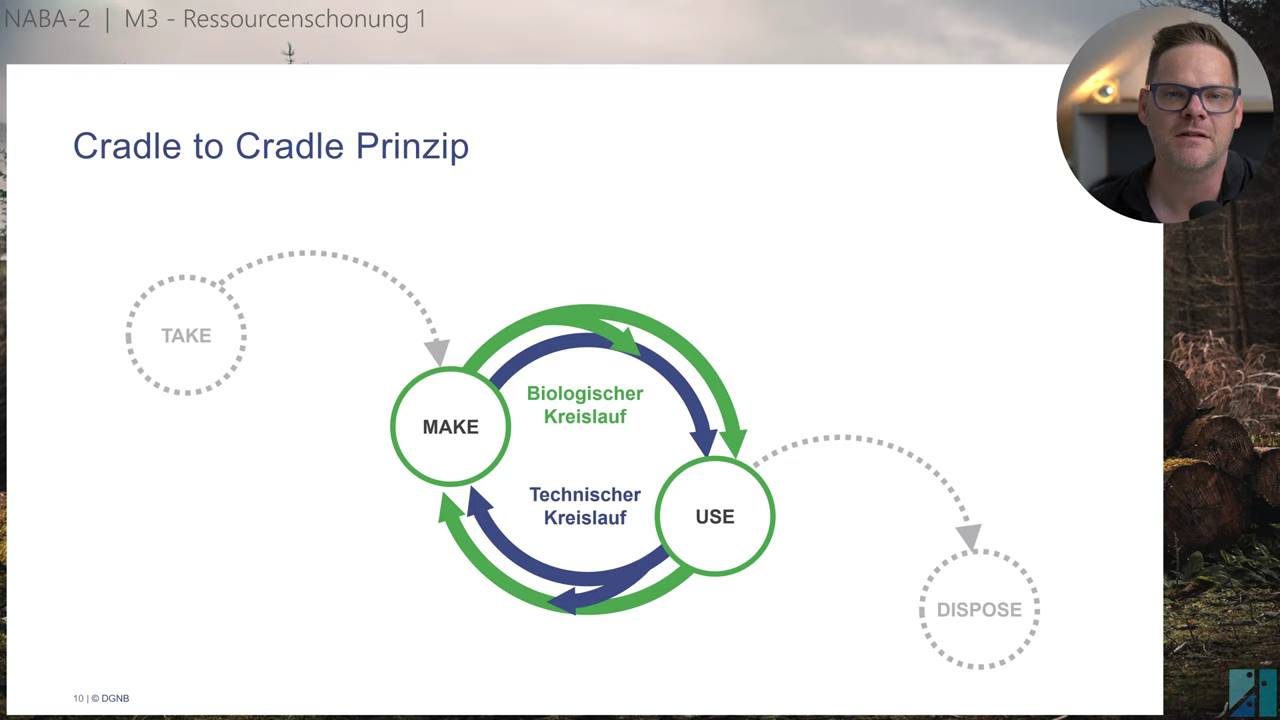 NABA-2 | M3 - Ressourcenschonung 1
Cradle to Cradle Prinzip
TAKE
MAKE
Biologischer
Kreislauf
Technischer
Kreislauf
USE
DISPOSE
10 | © DGNB